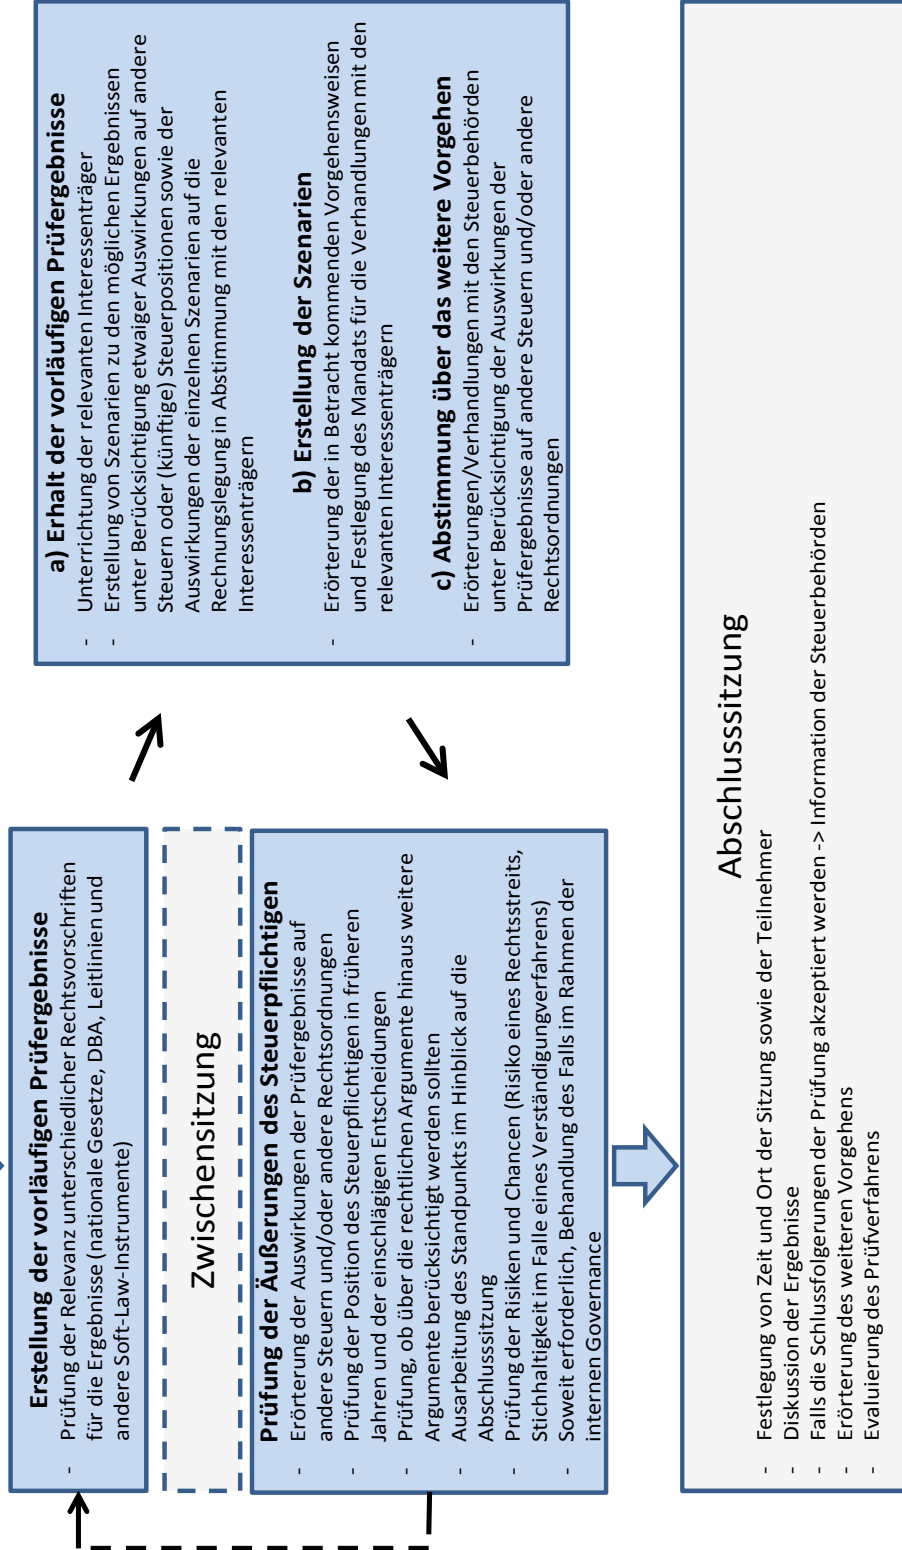 Erstellung der vorläufigen Prüfergebnisse
- Prüfung der Relevanz unterschiedlicher Rechtsvorschriften
für die Ergebnisse (nationale Gesetze, DBA, Leitlinien und
andere Soft-Law-Instrumente)
Zwischensitzung
Prüfung der Äußerungen des Steuerpflichtigen
- Erörterung der Auswirkungen der Prüfergebnisse auf
andere Steuern und/oder andere Rechtsordnungen
- Prüfung der Position des Steuerpflichtigen in früheren
Jahren und der einschlägigen Entscheidungen
- Prüfung, ob über die rechtlichen Argumente hinaus weitere
Argumente berücksichtigt werden sollten
- Ausarbeitung des Standpunkts im Hinblick auf die
Abschlusssitzung
- Prüfung der Risiken und Chancen (Risiko eines Rechtsstreits,
Stichhaltigkeit im Falle eines Verständigungverfahrens)
- Soweit erforderlich, Behandlung des Falls im Rahmen der
internen Governance
a) Erhalt der vorläufigen Prüfergebnisse
- Unterrichtung der relevanten Interessenträger
- Erstellung von Szenarien zu den möglichen Ergebnissen
unter Berücksichtigung etwaiger Auswirkungen auf andere
Steuern oder (künftige) Steuerpositionen sowie der
Auswirkungen der einzelnen Szenarien auf die
Rechnungslegung in Abstimmung mit den relevanten
Interessenträgern
b) Erstellung der Szenarien
- Erörterung der in Betracht kommenden Vorgehensweisen
und Festlegung des Mandats für die Verhandlungen mit den
relevanten Interessenträgern
c) Abstimmung über das weitere Vorgehen
- Erörterungen/Verhandlungen mit den Steuerbehörden
unter Berücksichtigung der Auswirkungen der
Prüfergebnisse auf andere Steuern und/oder andere
Rechtsordnungen
Abschlusssitzung
- Festlegung von Zeit und Ort der Sitzung sowie der Teilnehmer
- Diskussion der Ergebnisse
- Falls die Schlussfolgerungen der Prüfung akzeptiert werden -> Information der Steuerbehörden
- Erörterung des weiteren Vorgehens
- Evaluierung des Prüfverfahrens